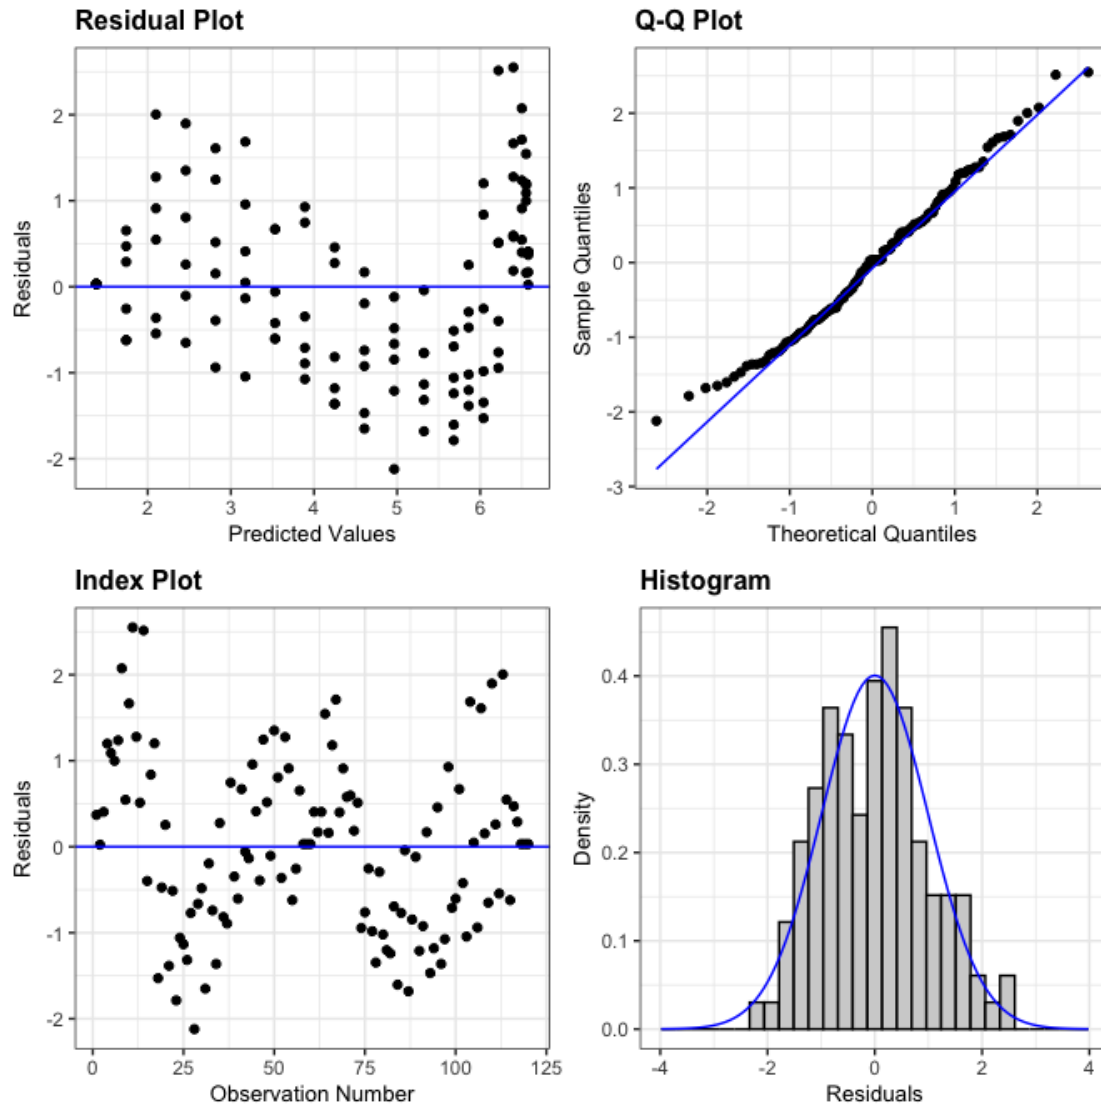 Residual Plot
2
1
0
-1
-2
2 3 4 5 6
Residuals
Predicted Values
Q-Q Plot
2
1
0
-1
-2
-3
-2 -1 0 1 2
Sample Quantiles
Theoretical Quantiles
Index Plot
2
1
0
-1
-2
0 25 50 75 100 125
Residuals
Observation Number
Histogram
0.4
0.3
0.2
0.1
0.0
-4 -2 0 2 4
Density
Residuals